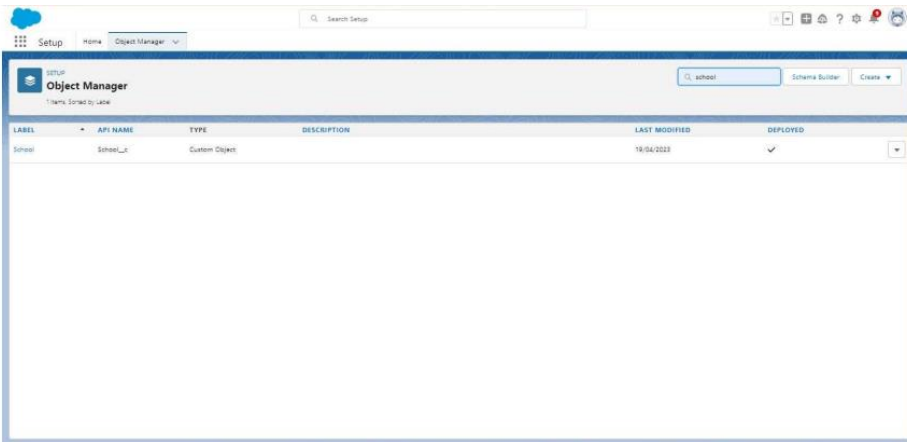 Search Setup
Setup Home Object Manager
SETUP
Object Manager
1 Items, Sorted by Label
school
Schema Builder Create
LABEL API NAME TYPE DESCRIPTION LAST MODIFIED DEPLOYED
School School__c Custom Object 19/04/2023